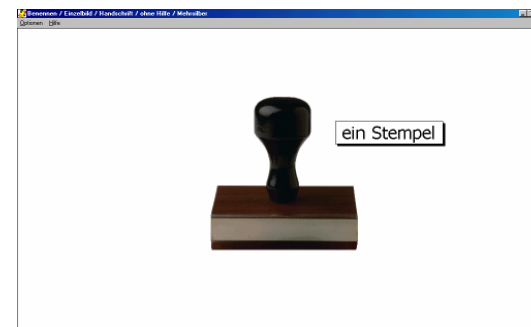 Benennen / Einzelbild / Handschrift / ohne Hilfe / Mehrsilber
Optionen Hilfe
ein Stempel